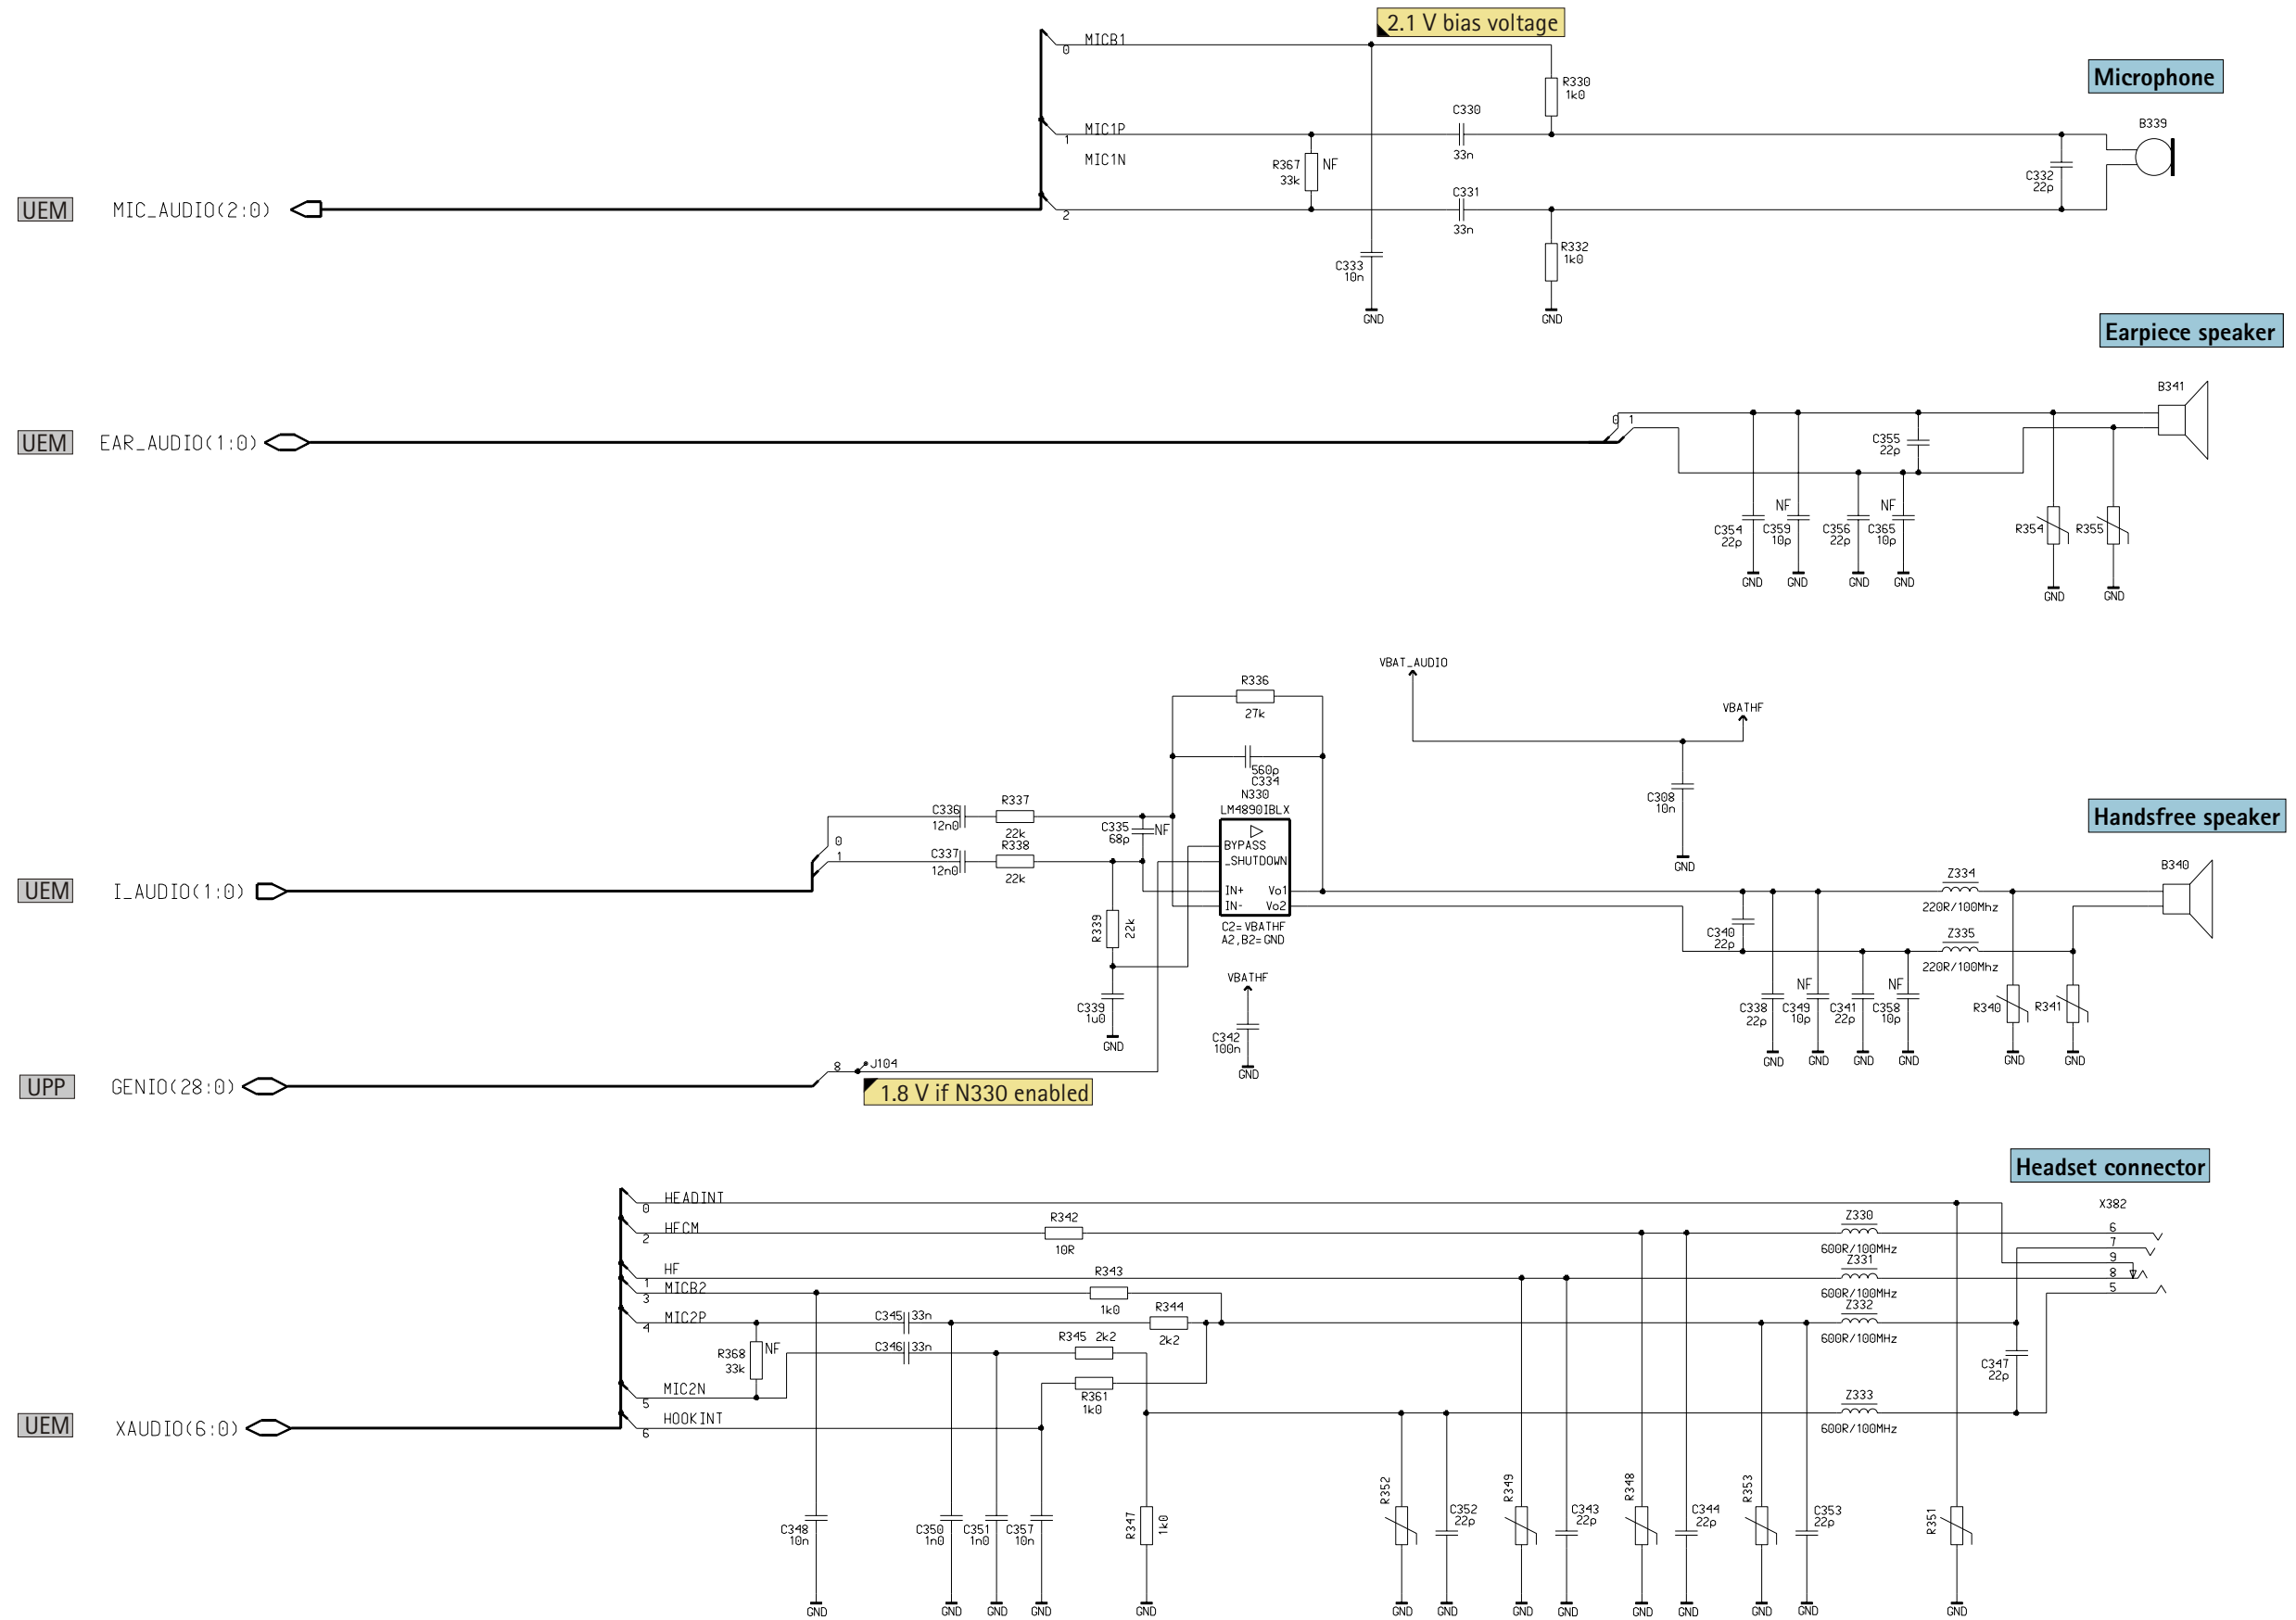 2.1 V bias voltage
MICB1
0
R330
1k0
Microphone
C330
33n
MIC1P
1
MIC1N
R367
33k
NF
B339
C332
22p
C331
33n
UEM
MIC_AUDIO(2:0)
2
R332
1k0
C333
10n
GND
GND
Earpiece speaker
B341
0 1
UEM
EAR_AUDIO(1:0)
C355
22p
NF
NF
C354
22p
C359
10p
C356
22p
C365
10p
R354
R355
GND
GND
GND
GND
GND
GND
VBAT_AUDIO
R336
27k
VBATHF
560p
C334
N330
LM4890IBLX
C308
10n
GND
Handsfree speaker
C336
12n0
R337
22k
C335
68p
NF
0
1
C337
12n0
R338
22k
BYPASS
_SHUTDOWN
IN+ Vo1
IN- Vo2
C2=VBATHF
A2,B2=GND
B340
Z334
220R/100Mhz
UEM
I_AUDIO(1:0)
R339
22k
C340
22p
Z335
220R/100Mhz
VBATHF
NF
NF
C339
1u0
GND
C338
22p
C349
10p
C341
22p
C358
10p
R340
R341
C342
100n
GND
GND
GND
GND
GND
GND
GND
8
J104
UPP
GENIO(28:0)
1.8 V if N330 enabled
Headset connector
HEADINT
0
X382
HFCM
2
R342
10R
Z330
600R/100MHz
6
7
9
8
5
HF
1
R343
1k0
Z331
600R/100MHz
MICB2
3
MIC2P
4
C345
33n
R344
2k2
Z332
600R/100MHz
R368
33k
NF
C346
33n
R345 2k2
C347
22p
MIC2N
5
R361
1k0
Z333
600R/100MHz
HOOKINT
6
UEM
XAUDIO(6:0)
C348
10n
C350
1n0
C351
1n0
C357
10n
R347
1k0
R352
C352
22p
R349
C343
22p
R348
C344
22p
R353
C353
22p
R351
GND
GND
GND
GND
GND
GND
GND
GND
GND
GND
GND
GND
GND
GND